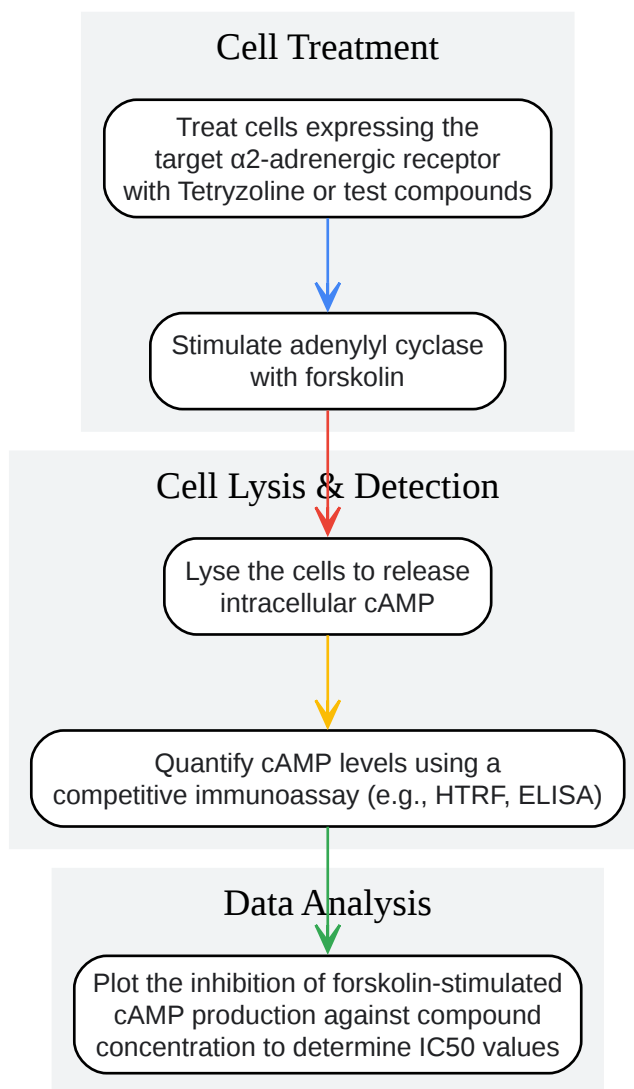 Cell Treatment
Treat cells expressing the
target α2-adrenergic receptor
with Tetryzoline or test compounds
Stimulate adenylyl cyclase
with forskolin
Cell Lysis & Detection
Lyse the cells to release
intracellular cAMP
Quantify cAMP levels using a
competitive immunoassay (e.g., HTRF, ELISA)
Data Analysis
Plot the inhibition of forskolin-stimulated
cAMP production against compound
concentration to determine IC50 values